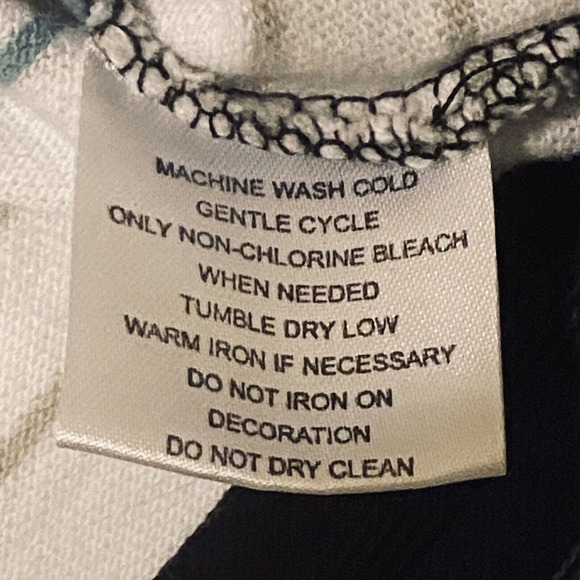 MACHINE WASH COLD
GENTLE CYCLE
ONLY NON-CHLORINE BLEACH
WHEN NEEDED
TUMBLE DRY LOW
WARM IRON IF NECESSARY
DO NOT IRON ON
DECORATION
DO NOT DRY CLEAN